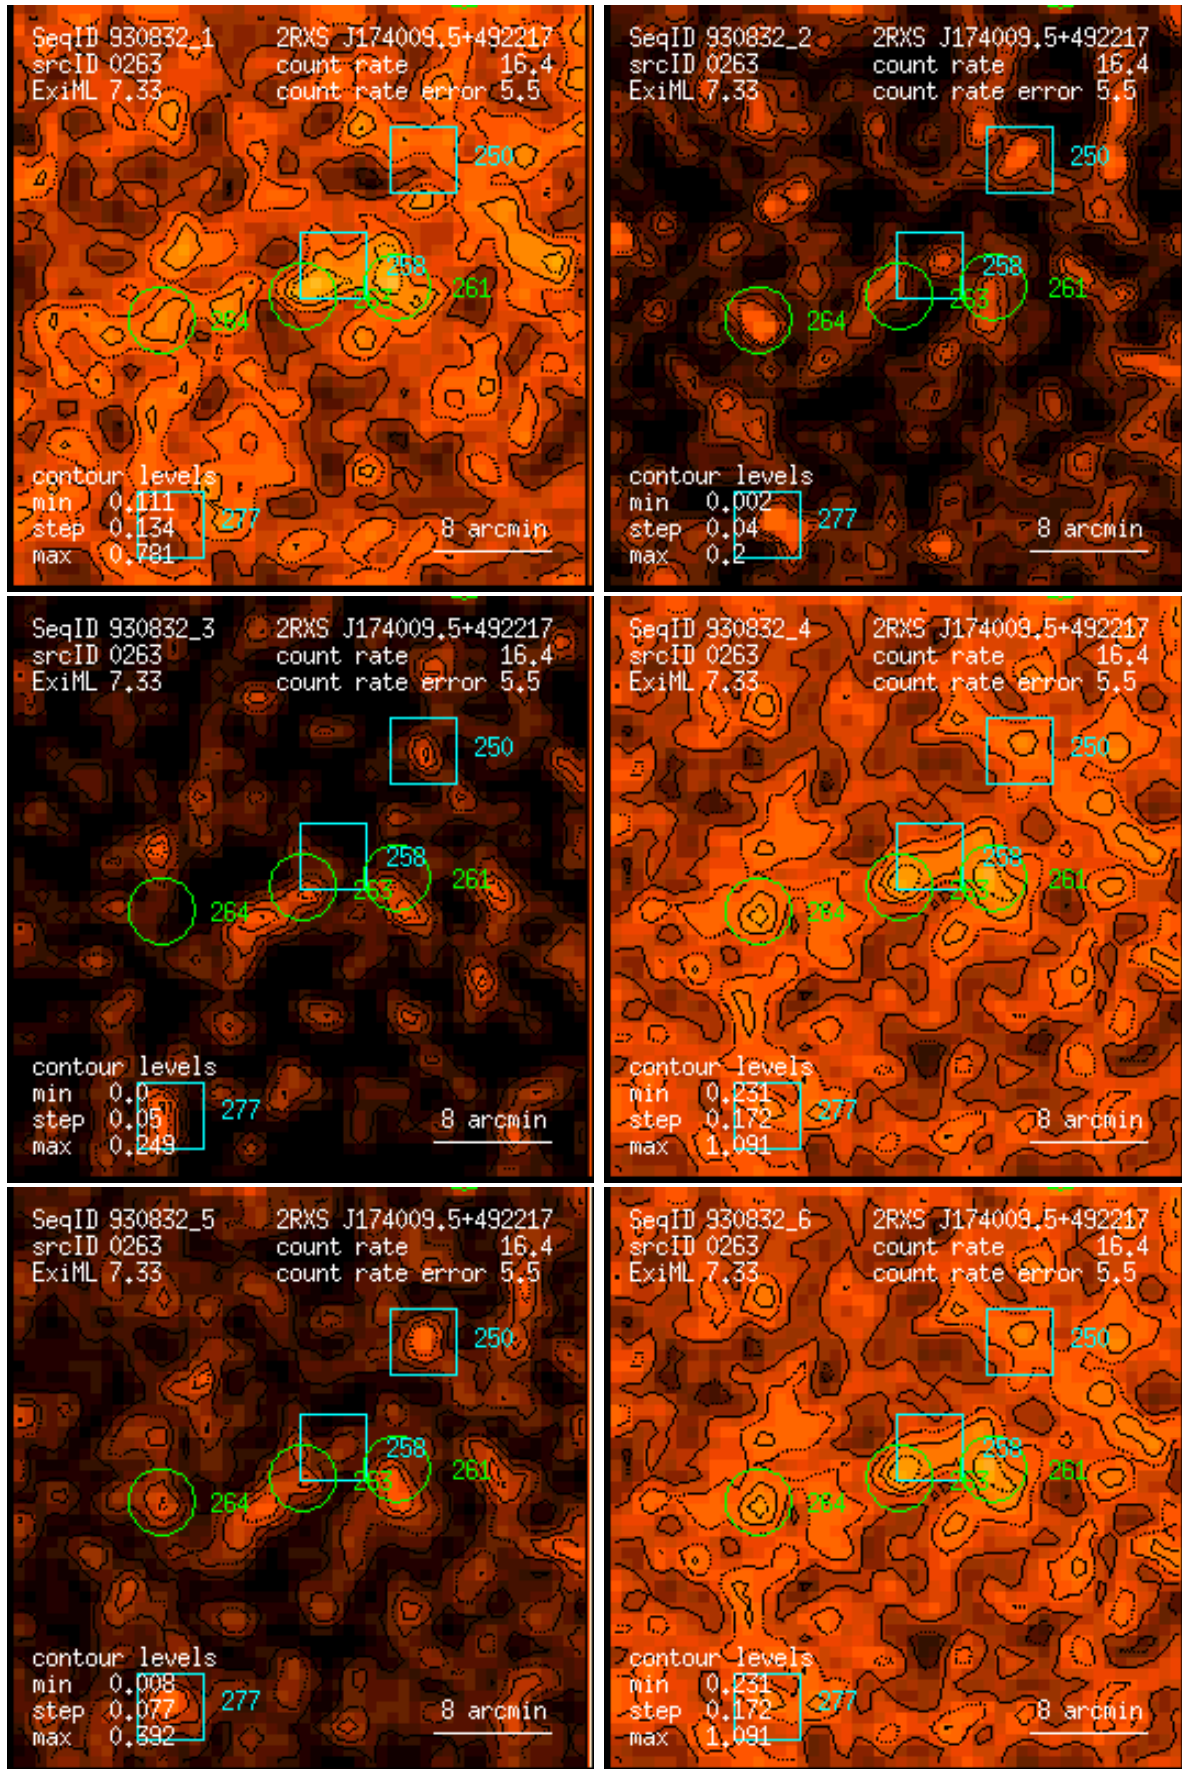 SeqID 930832_1 2RXS J174009.5+492217
srcID 0263 count rate 16.4
ExiML 7.33 count rate error 5.5
250
258
263 261
264
contour levels
min 0.111
step 0.134 277 8 arcmin
max 0.781
SeqID 930832_2 2RXS J174009.5+492217
srcID 0263 count rate 16.4
ExiML 7.33 count rate error 5.5
250
258
263 261
264
contour levels
min 0.002
step 0.04 277 8 arcmin
max 0.2
SeqID 930832_3 2RXS J174009.5+492217
srcID 0263 count rate 16.4
ExiML 7.33 count rate error 5.5
250
258
263 261
264
contour levels
min 0.0
step 0.05 277 8 arcmin
max 0.249
SeqID 930832_4 2RXS J174009.5+492217
srcID 0263 count rate 16.4
ExiML 7.33 count rate error 5.5
250
258
263 261
264
contour levels
min 0.231
step 0.172 277 8 arcmin
max 1.091
SeqID 930832_5 2RXS J174009.5+492217
srcID 0263 count rate 16.4
ExiML 7.33 count rate error 5.5
250
258
263 261
264
contour levels
min 0.008
step 0.077 277 8 arcmin
max 0.392
SeqID 930832_6 2RXS J174009.5+492217
srcID 0263 count rate 16.4
ExiML 7.33 count rate error 5.5
250
258
263 261
264
contour levels
min 0.231
step 0.172 277 8 arcmin
max 1.091